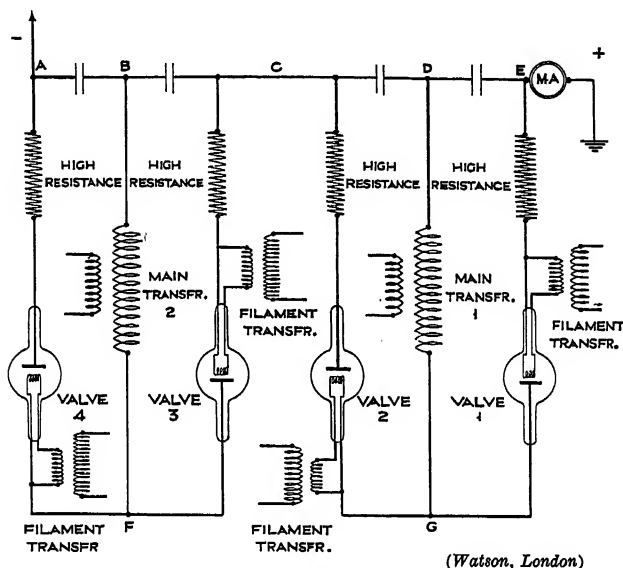 -
A
B
C
D
E
M·A
+
HIGH
RESISTANCE
HIGH
RESISTANCE
HIGH
RESISTANCE
HIGH
RESISTANCE
MAIN
TRANSFR.
2
FILAMENT
TRANSFR.
MAIN
TRANSFR.
1
FILAMENT
TRANSFR.
VALVE
4
VALVE
3
VALVE
2
VALVE
1
FILAMENT
TRANSFR
F
FILAMENT
TRANSFR.
G
(Watson, London)